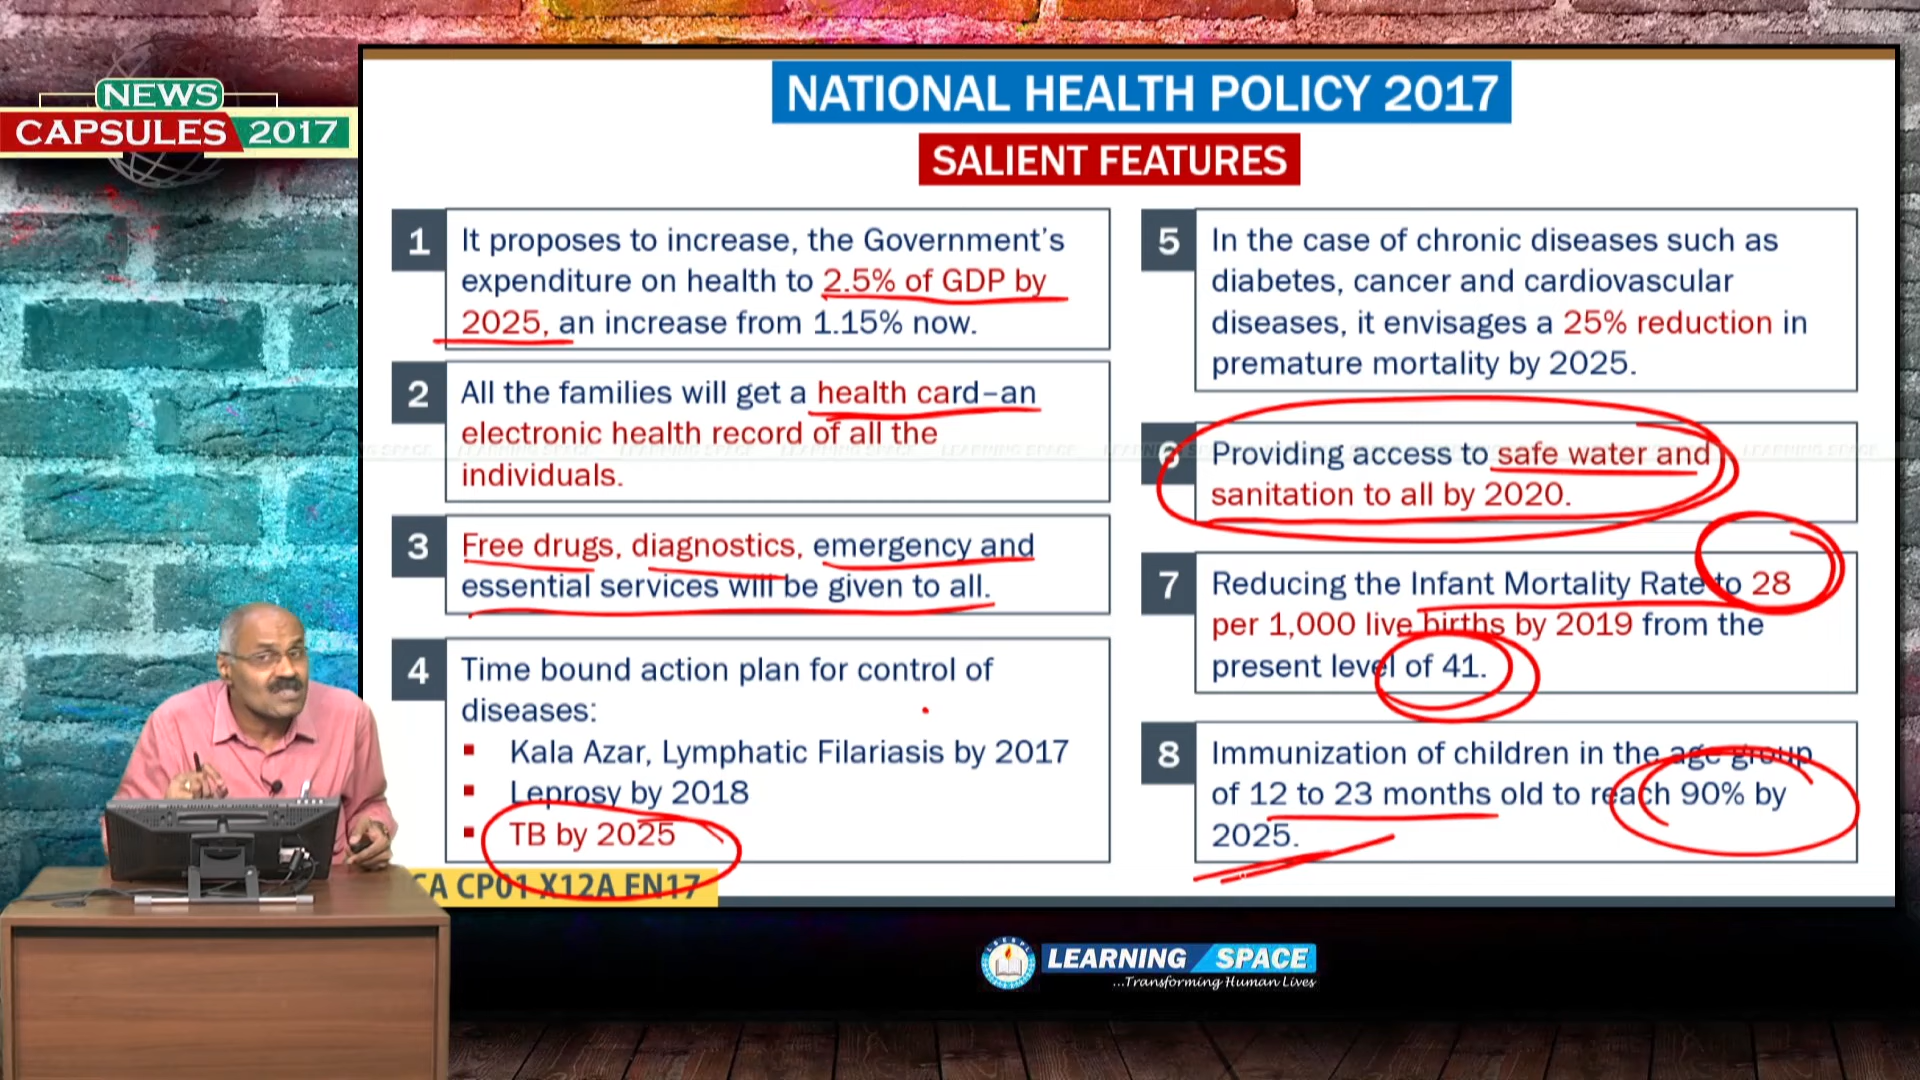 NEWS
CAPSULES 2017
NATIONAL HEALTH POLICY 2017
SALIENT FEATURES
1
It proposes to increase, the Government's
expenditure on health to 2.5% of GDP by
2025, an increase from 1.15% now.
2
All the families will get a health card–an
electronic health record of all the
individuals.
3
Free drugs, diagnostics, emergency and
essential services will be given to all.
4
Time bound action plan for control of
diseases:
Kala Azar, Lymphatic Filariasis by 2017
Leprosy by 2018
TB by 2025
5
In the case of chronic diseases such as
diabetes, cancer and cardiovascular
diseases, it envisages a 25% reduction in
premature mortality by 2025.
6
Providing access to safe water and
sanitation to all by 2020.
7
Reducing the Infant Mortality Rate to 28
per 1,000 live births by 2019 from the
present level of 41.
8
Immunization of children in the age group
of 12 to 23 months old to reach 90% by
2025.
CA CP01 X12A EN17
LEARNING SPACE
...Transforming Human Lives